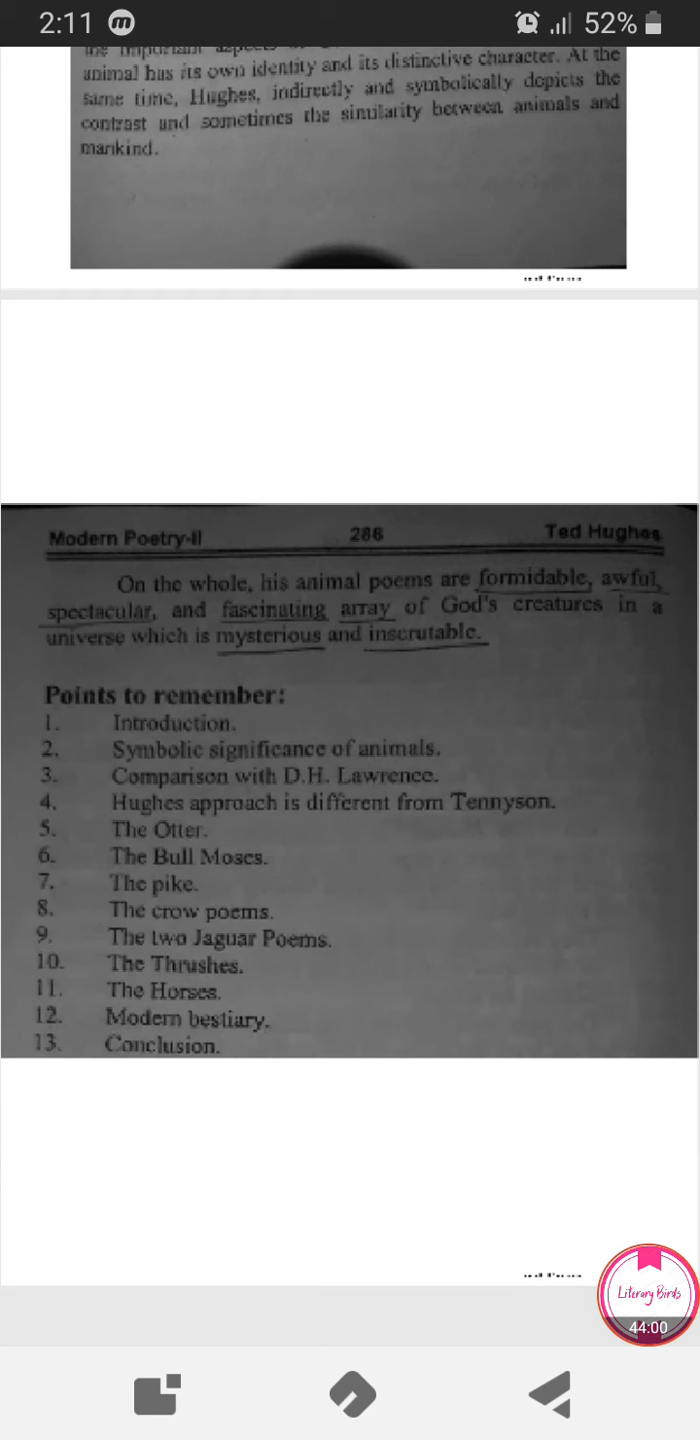 2:11 m 52%
the important aspects
animal has its own identity and its distinctive character. At the
same time, Hughes, indirectly and symbolically depicts the
contrast and sometimes the similarity between animals and
mankind.
Modern Poetry-II 286 Ted Hughes
On the whole, his animal poems are formidable, awful,
spectacular, and fascinating array of God's creatures in a
universe which is mysterious and inscrutable.
Points to remember:
1. Introduction.
2. Symbolic significance of animals.
3. Comparison with D.H. Lawrence.
4. Hughes approach is different from Tennyson.
5. The Otter.
6. The Bull Moses.
7. The pike.
8. The crow poems.
9. The two Jaguar Poems.
10. The Thrushes.
11. The Horses.
12. Modern bestiary.
13. Conclusion.
Literary Birds
44:00